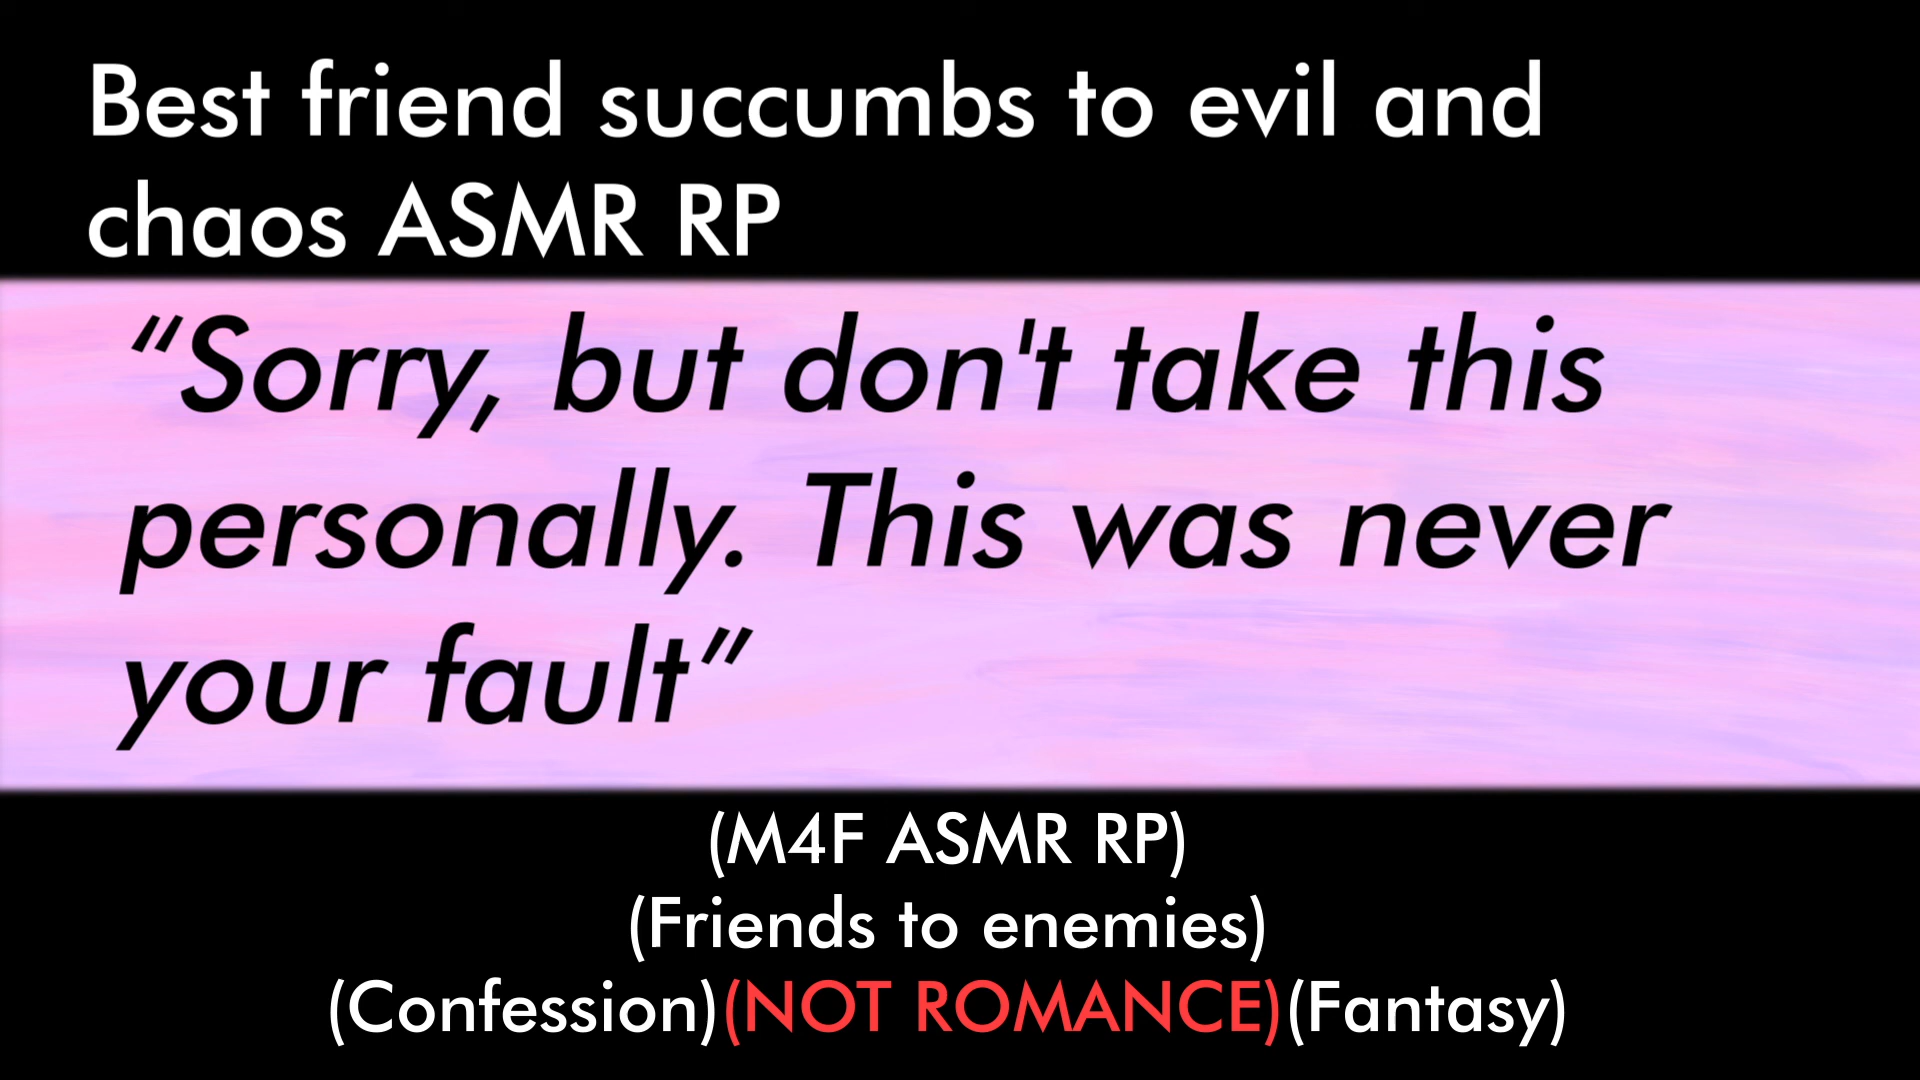 Best friend succumbs to evil and
chaos ASMR RP
“Sorry, but don't take this
personally. This was never
your fault”
(M4F ASMR RP)
(Friends to enemies)
(Confession)(NOT ROMANCE)(Fantasy)